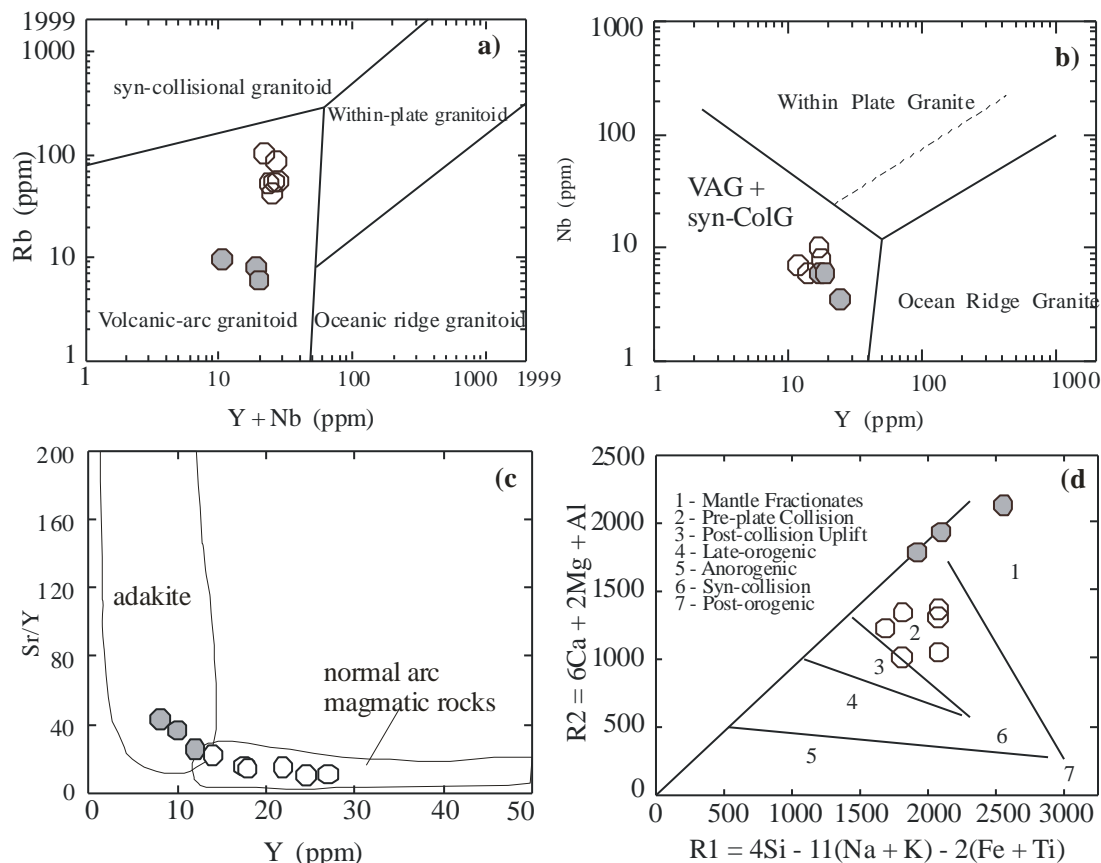 a)
1999
1000
100
10
1
Rb (ppm)
syn-collisional granitoid
Within-plate granitoid
Volcanic-arc granitoid
Oceanic ridge granitoid
1
10
100
1000
1999
Y + Nb (ppm)
b)
1000
100
10
1
Nb (ppm)
Within Plate Granite
VAG +
syn-ColG
Ocean Ridge Granite
1
10
100
1000
Y (ppm)
(c
200
160
120
80
40
0
Sr/Y
adakite
normal arc
magmatic rocks
0
10
20
30
40
50
Y (ppm)
(d
2500
2000
1500
1000
500
0
R2 = 6Ca + 2Mg + Al
1 - Mantle Fractionates
2 - Pre-plate Collision
3 - Post-collision Uplift
4 - Late-orogenic
5 - Anorogenic
6 - Syn-collision
7 - Post-orogenic
1
2
3
4
5
6
7
0
500
1000
1500
2000
2500
3000
R1 = 4Si - 11(Na + K) - 2(Fe + Ti)